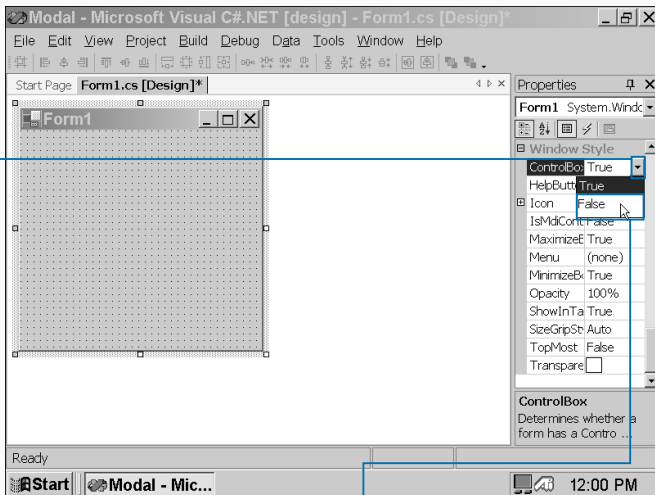 Modal - Microsoft Visual C#.NET [design] - Form1.cs [Design]*
File Edit View Project Build Debug Data Tools Window Help
Start Page Form1.cs [Design]*
Form1
Properties
Form1 System.Windo
Window Style
ControlBo True
HelpButt True
Icon False
IsMdiCont False
MaximizeB True
Menu (none)
MinimizeB True
Opacity 100%
ShowInTa True
SizeGripSt Auto
TopMost False
Transpare
ControlBox
Determines whether a
form has a Contro ...
Ready
Start Modal - Mic...
12:00 PM